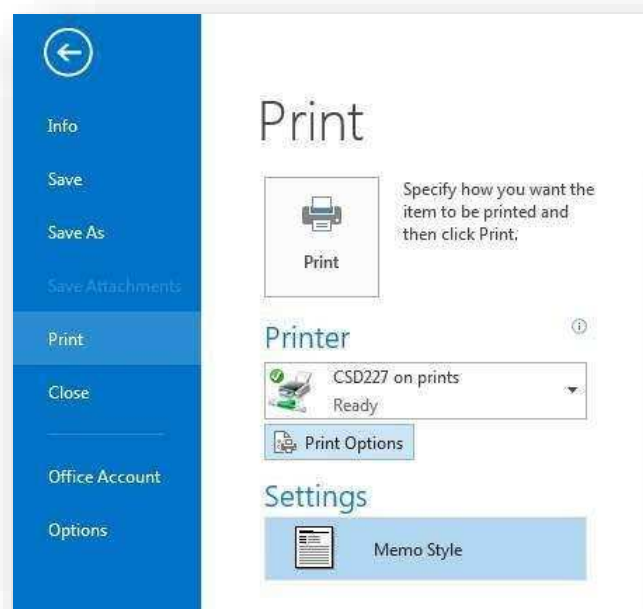 Info
Save
Save As
Save Attachments
Print
Close
Office Account
Options
Print
Print
Specify how you want the
item to be printed and
then click Print.
Printer
CSD227 on prints
Ready
Print Options
Settings
Memo Style